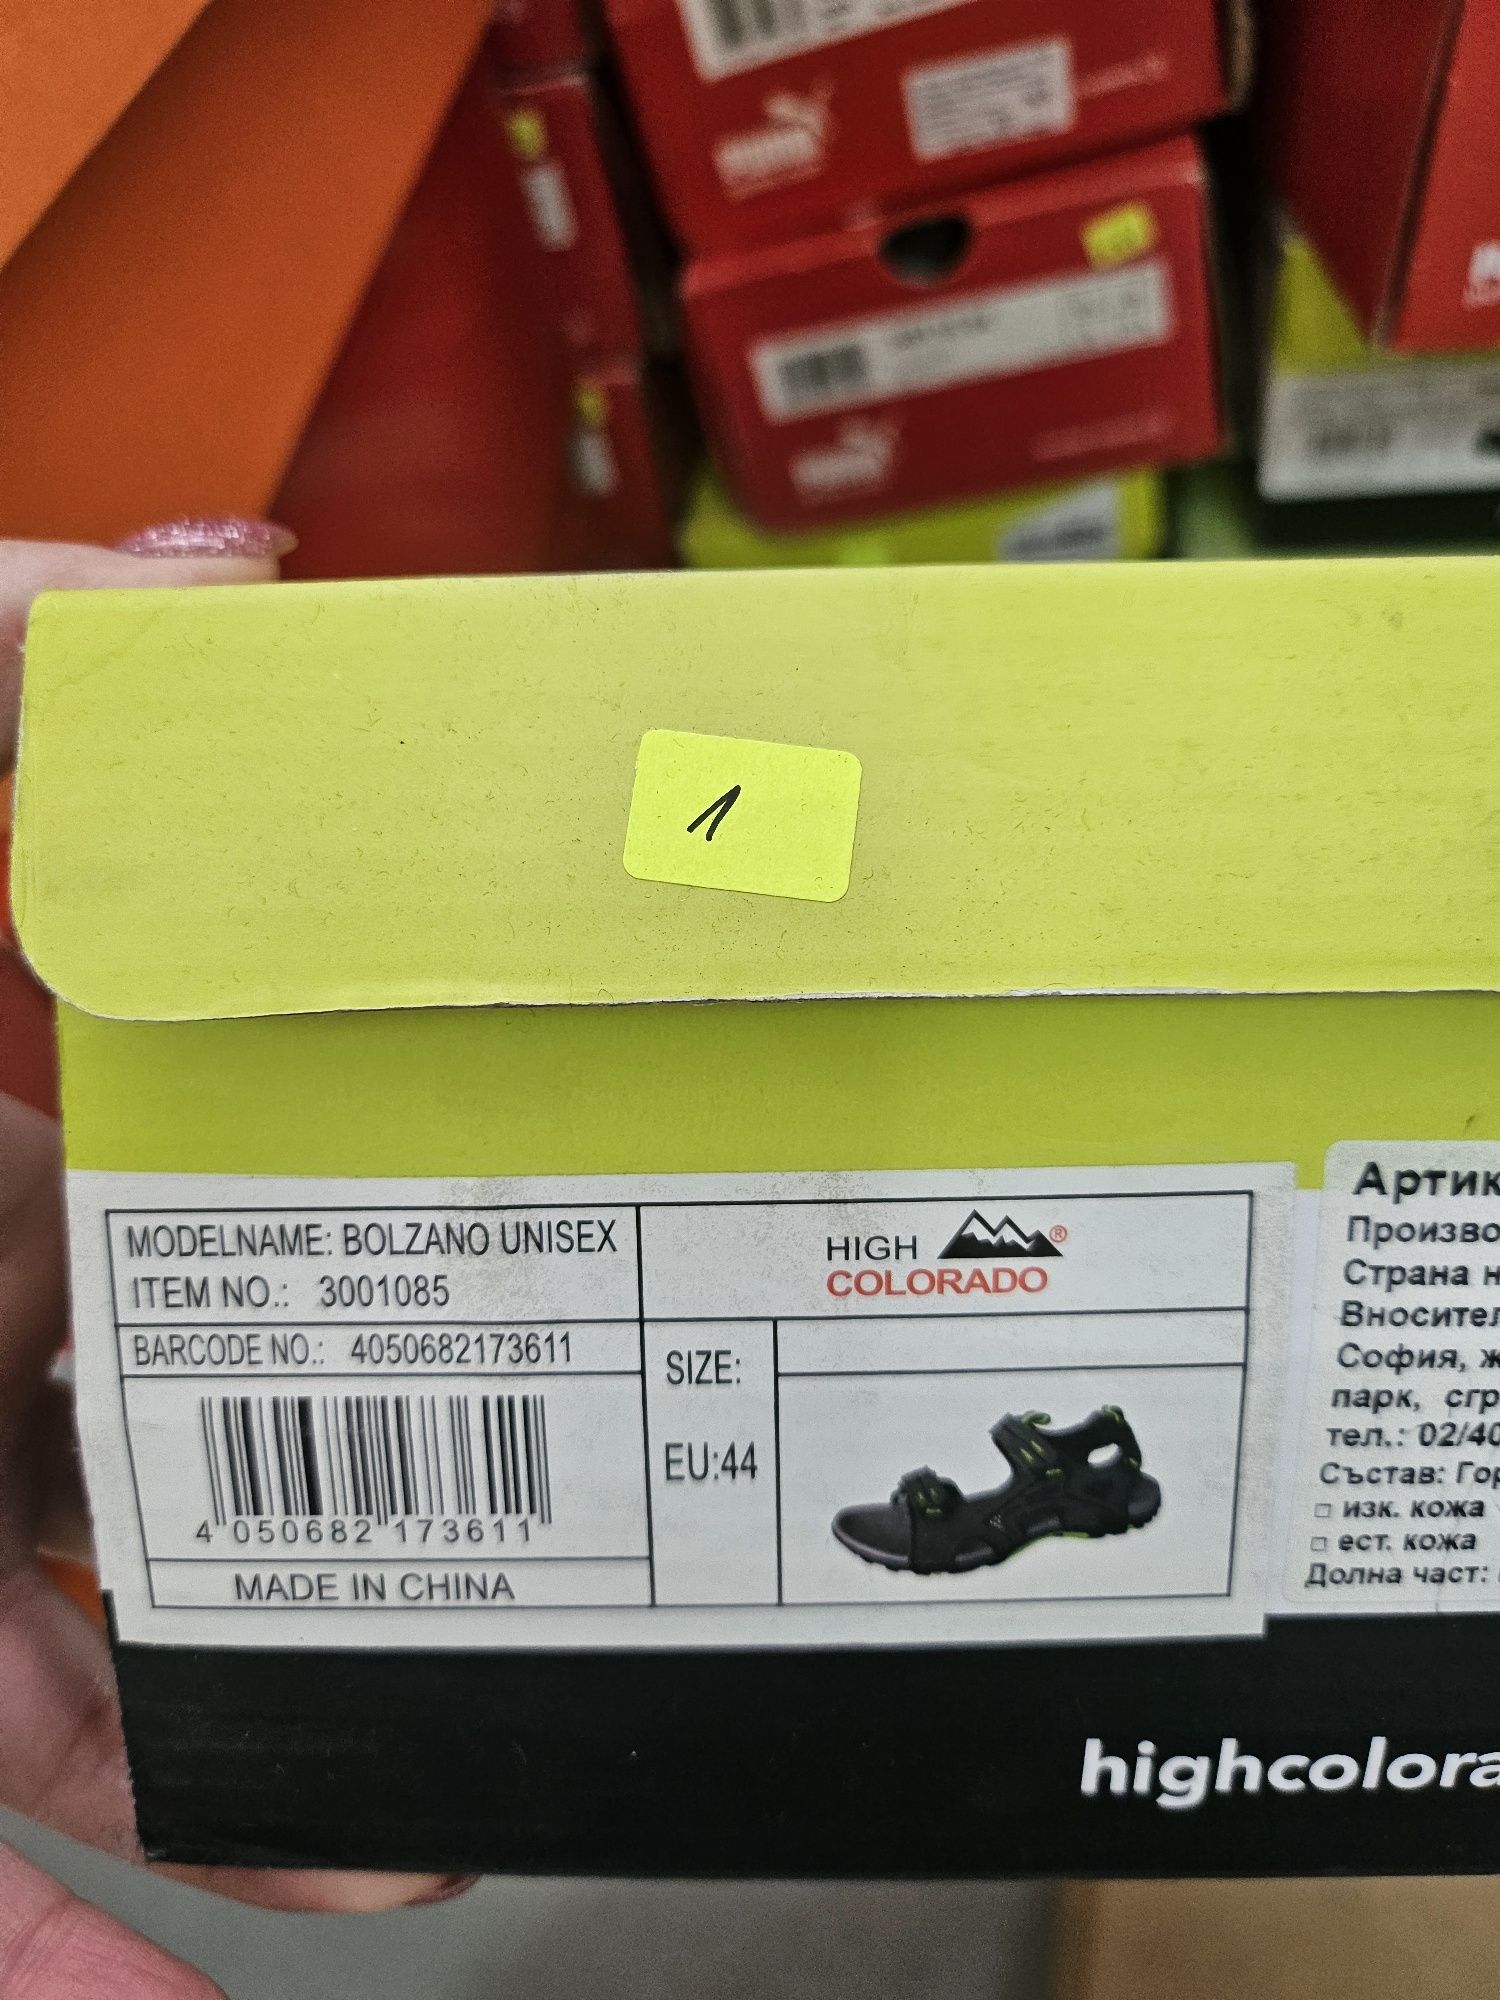 1
MODELNAME: BOLZANO UNISEX
ITEM NO.: 3001085
HIGH
COLORADO®
BARCODE NO.: 4050682173611
SIZE:
EU:44
4 050682 173611
MADE IN CHINA
Артик
Произво
Страна н
Вносител
София, ж
парк, сгр
тел.: 02/40
Състав: Гор
□ изк. кожа
□ ест. кожа
Долна част:
highcolora